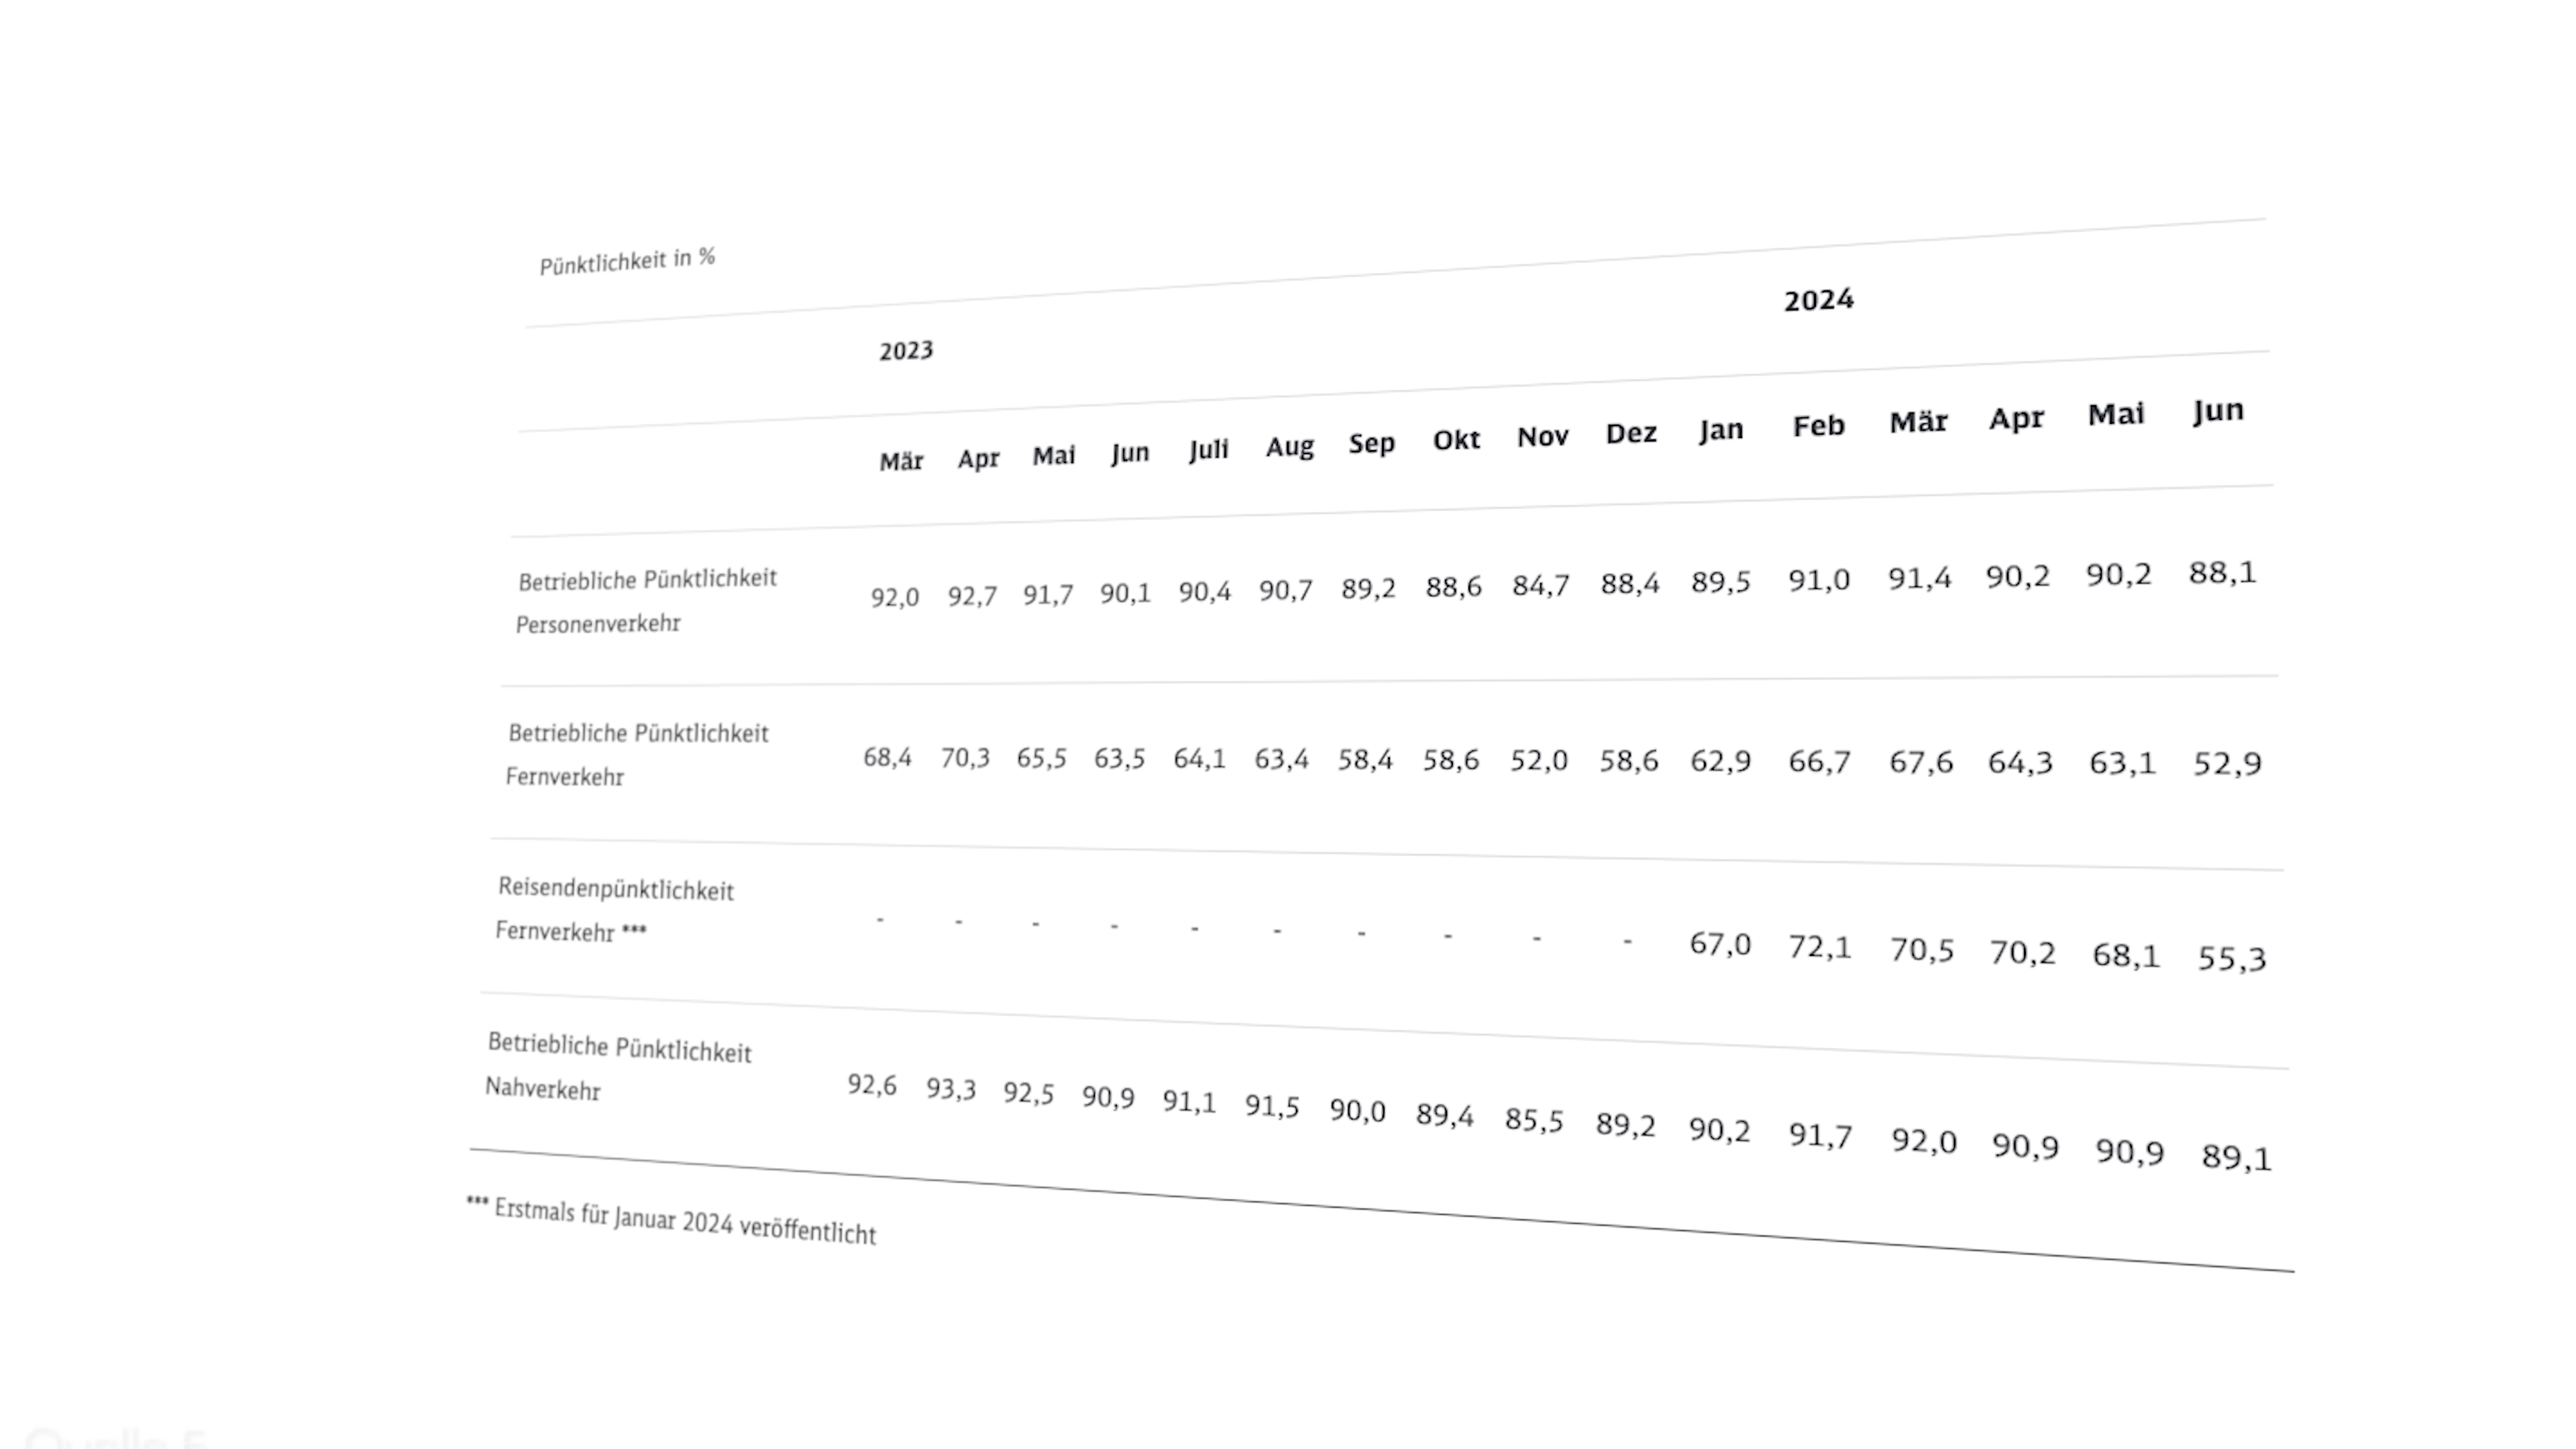 Pünktlichkeit in %
2023 2024
Mär Apr Mai Jun Juli Aug Sep Okt Nov Dez Jan Feb Mär Apr Mai Jun
Betriebliche Pünktlichkeit
Personenverkehr
92,0 92,7 91,7 90,1 90,4 90,7 89,2 88,6 84,7 88,4 89,5 91,0 91,4 90,2 90,2 88,1
Betriebliche Pünktlichkeit
Fernverkehr
68,4 70,3 65,5 63,5 64,1 63,4 58,4 58,6 52,0 58,6 62,9 66,7 67,6 64,3 63,1 52,9
Reisendenpünktlichkeit
Fernverkehr ***
- - - - - - - - - - 67,0 72,1 70,5 70,2 68,1 55,3
Betriebliche Pünktlichkeit
Nahverkehr
92,6 93,3 92,5 90,9 91,1 91,5 90,0 89,4 85,5 89,2 90,2 91,7 92,0 90,9 90,9 89,1
*** Erstmals für Januar 2024 veröffentlicht